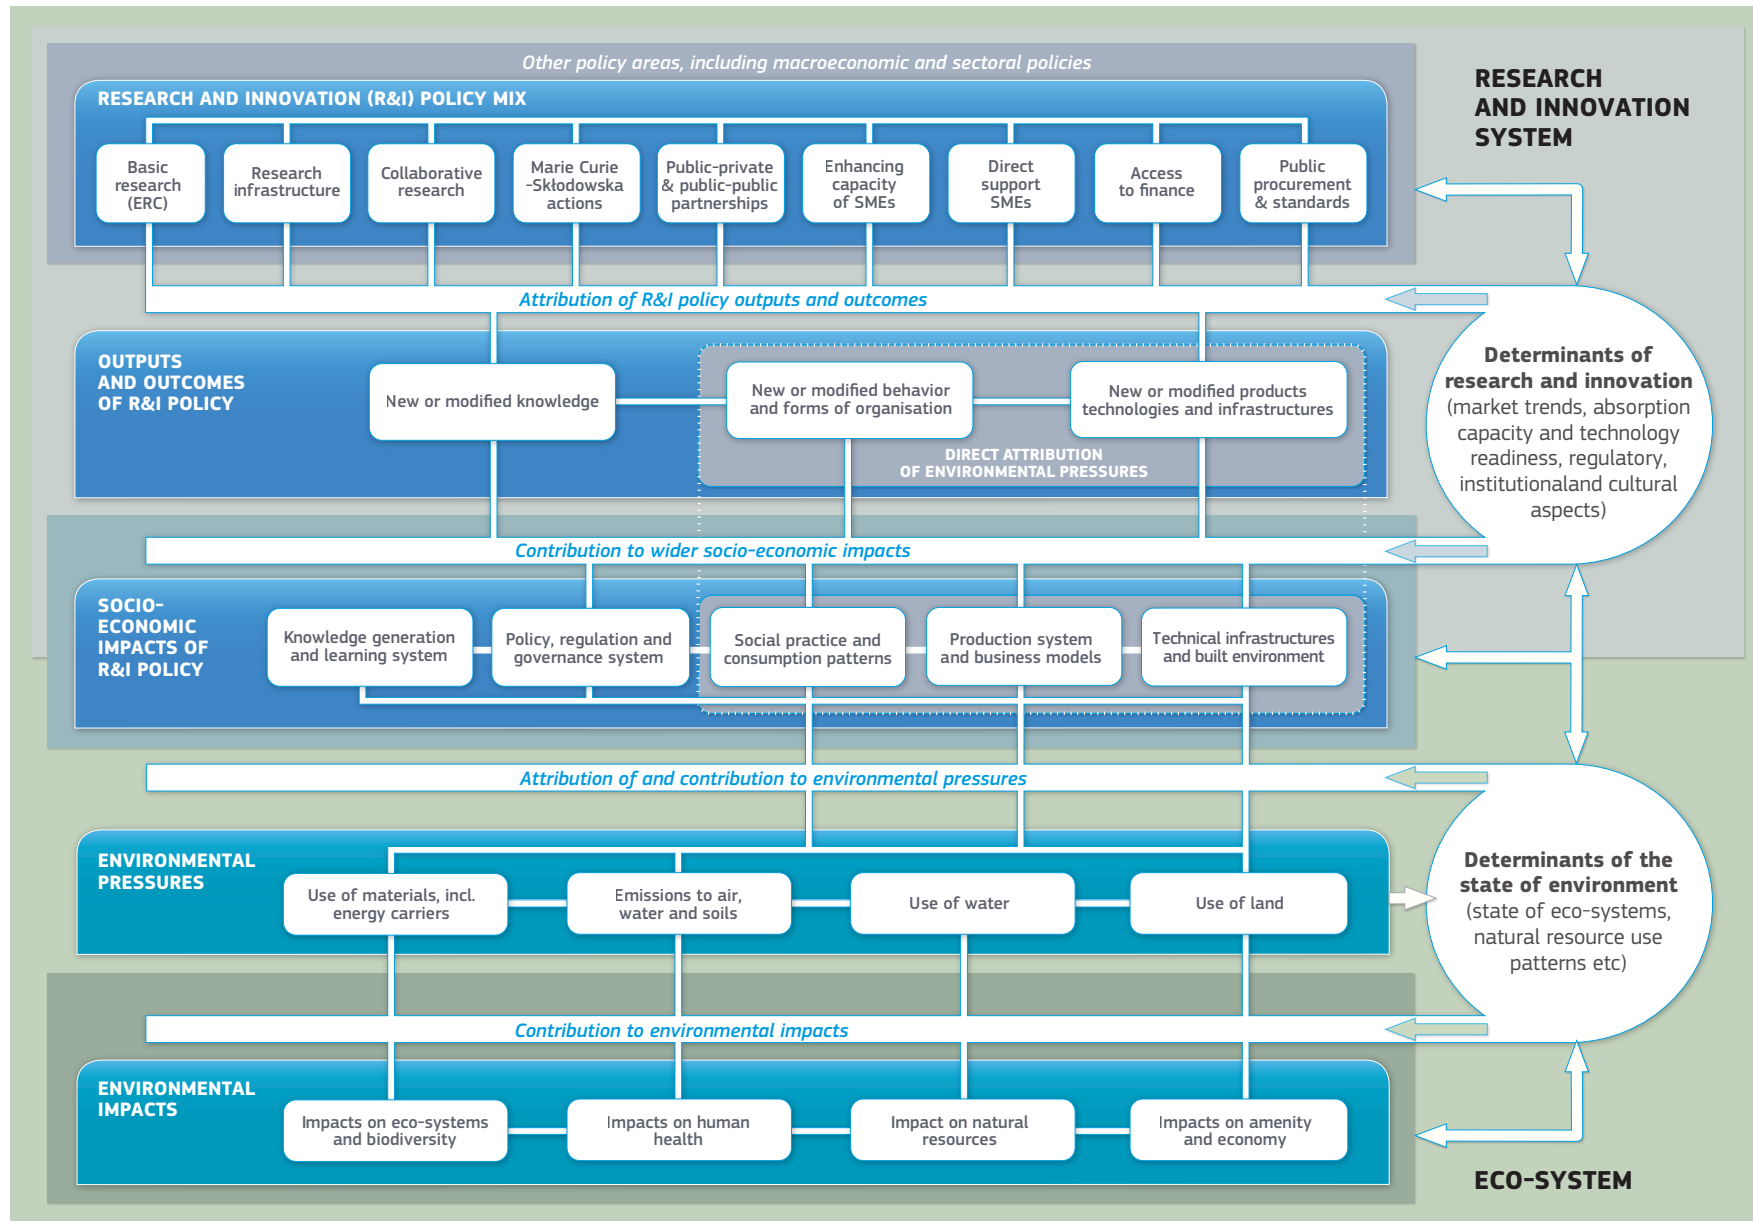 Other policy areas, including macroeconomic and sectoral policies
RESEARCH
AND INNOVATION
SYSTEM
RESEARCH AND INNOVATION (R&I) POLICY MIX
Basic
research
(ERC)
Research
infrastructure
Collaborative
research
Marie Curie
-Skłodowska
actions
Public-private
& public-public
partnerships
Enhancing
capacity
of SMEs
Direct
support
SMEs
Access
to finance
Public
procurement
& standards
Attribution of R&I policy outputs and outcomes
OUTPUTS
AND OUTCOMES
OF R&I POLICY
New or modified knowledge
New or modified behavior
and forms of organisation
New or modified products
technologies and infrastructures
DIRECT ATTRIBUTION
OF ENVIRONMENTAL PRESSURES
Determinants of
research and innovation
(market trends, absorption
capacity and technology
readiness, regulatory,
institutionaland cultural
aspects)
Contribution to wider socio-economic impacts
SOCIO-
ECONOMIC
IMPACTS OF
R&I POLICY
Knowledge generation
and learning system
Policy, regulation and
governance system
Social practice and
consumption patterns
Production system
and business models
Technical infrastructures
and built environment
Attribution of and contribution to environmental pressures
ENVIRONMENTAL
PRESSURES
Use of materials, incl.
energy carriers
Emissions to air,
water and soils
Use of water
Use of land
Determinants of the
state of environment
(state of eco-systems,
natural resource use
patterns etc)
Contribution to environmental impacts
ENVIRONMENTAL
IMPACTS
Impacts on eco-systems
and biodiversity
Impacts on human
health
Impact on natural
resources
Impacts on amenity
and economy
ECO-SYSTEM